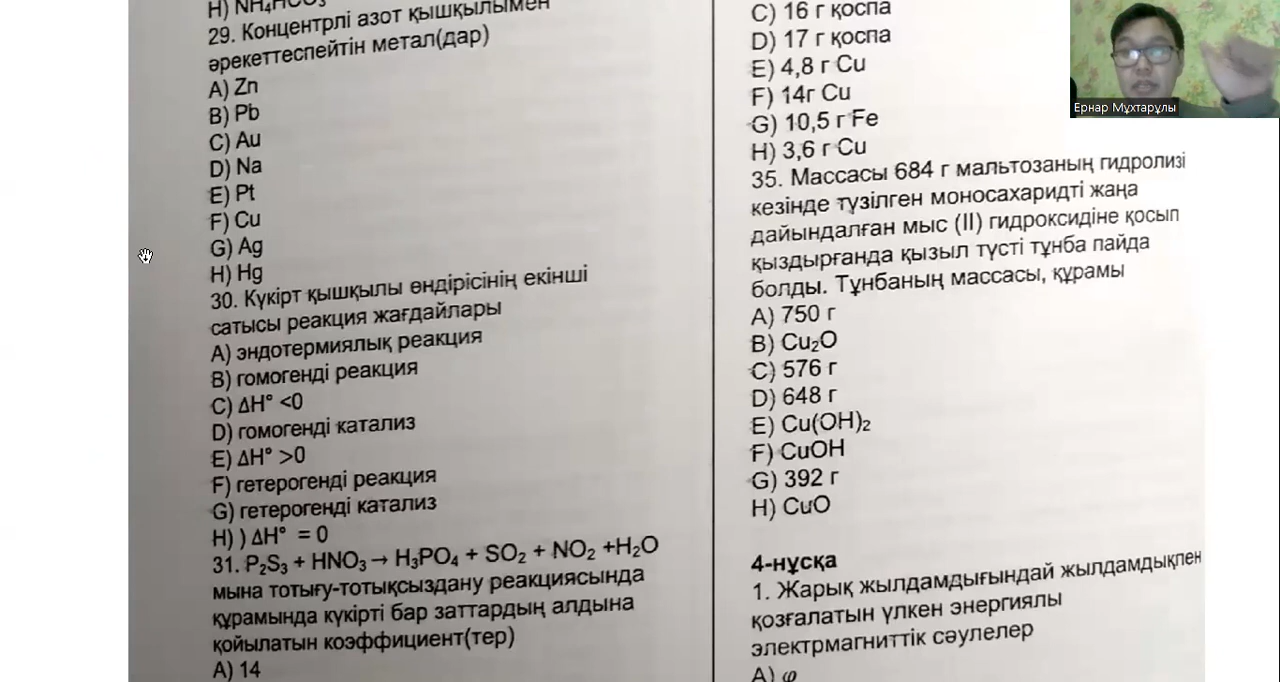 H) NH₄HCO₃
29. Концентрлі азот қышқылымен
әрекеттеспейтін метал(дар)
A) Zn
B) Pb
C) Au
D) Na
E) Pt
F) Cu
G) Ag
H) Hg
30. Күкірт қышқылы өндірісінің екінші
сатысы реакция жағдайлары
A) эндотермиялық реакция
B) гомогенді реакция
C) ΔH° <0
D) гомогенді катализ
E) ΔH° >0
F) гетерогенді реакция
G) гетерогенді катализ
H) ) ΔH° = 0
31. P₂S₃ + HNO₃ → H₃PO₄ + SO₂ + NO₂ +H₂O
мына тотығу-тотықсыздану реакциясында
құрамында күкірті бар заттардың алдына
қойылатын коэффициент(тер)
A) 14
C) 16 г қоспа
D) 17 г қоспа
E) 4,8 г Cu
F) 14г Cu
G) 10,5 г Fe
H) 3,6 г Cu
35. Массасы 684 г мальтозаның гидролизі
кезінде түзілген моносахаридті жаңа
дайындалған мыс (II) гидроксидіне қосып
қыздырғанда қызыл түсті тұнба пайда
болды. Тұнбаның массасы, құрамы
A) 750 г
B) Cu₂O
C) 576 г
D) 648 г
E) Cu(OH)₂
F) CuOH
G) 392 г
H) CuO
4-нұсқа
1. Жарық жылдамдығындай жылдамдықпен
қозғалатын үлкен энергиялы
электрмагниттік сәулелер
A) φ
Ернар Мұхтарұлы